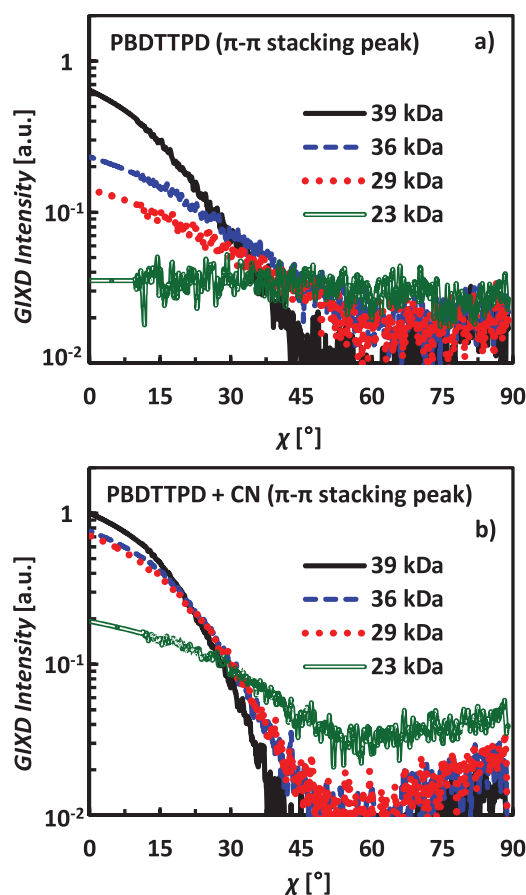 PBDTTPD (π-π stacking peak) a)
39 kDa
36 kDa
29 kDa
23 kDa
GIXD Intensity [a.u.]
1
10-1
10-2
0 15 30 45 60 75 90
χ [°]
PBDTTPD + CN (π-π stacking peak)
b)
39 kDa
36 kDa
29 kDa
23 kDa
GIXD Intensity [a.u.]
1
10-1
10-2
0 15 30 45 60 75 90
χ [°]